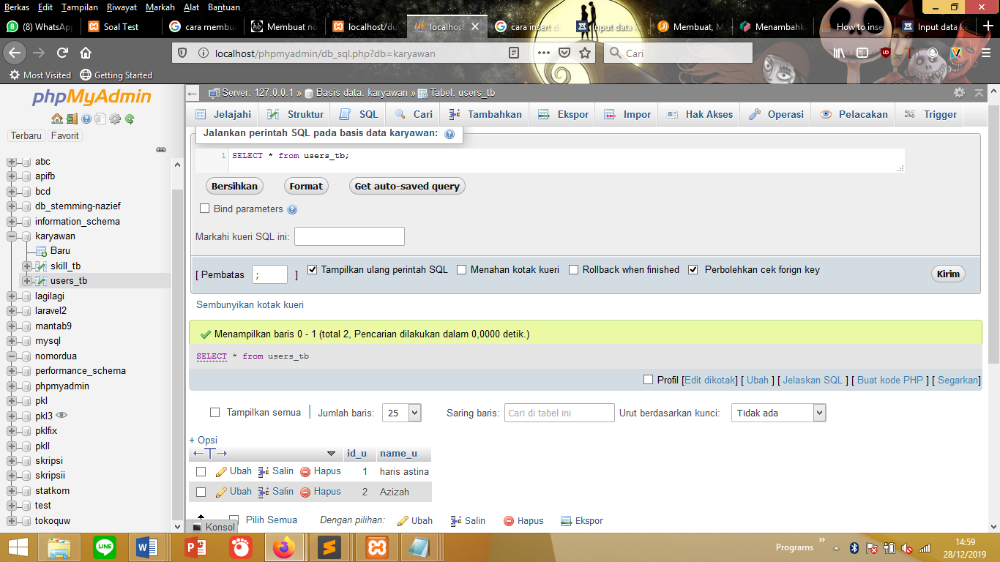 Berkas Edit Tampilan Riwayat Markah Alat Bantuan
(8) WhatsApp Soal Test cara membu Membuat no localhost/du localhost cara insert d Input data Membuat, M Menambahk How to inse Input data ke
localhost/phpmyadmin/db_sql.php?db=karyawan
Cari
Most Visited Getting Started
phpMyAdmin
Terbaru Favorit
abc
apifb
bcd
db_stemming-nazief
information_schema
karyawan
Baru
skill_tb
users_tb
lagilagi
laravel2
mantab9
mysql
nomordua
performance_schema
phpmyadmin
pkl
pkl3
pklfix
pkll
skripsi
skripsii
statkom
test
tokoquw
Server: 127.0.0.1 » Basis data: karyawan » Tabel: users_tb
Jelajahi Struktur SQL Cari Tambahkan Ekspor Impor Hak Akses Operasi Pelacakan Trigger
Jalankan perintah SQL pada basis data karyawan:
1 SELECT * from users_tb;
Bersihkan Format Get auto-saved query
Bind parameters
Markahi kueri SQL ini:
[ Pembatas ; ] Tampilkan ulang perintah SQL Menahan kotak kueri Rollback when finished Perbolehkan cek forign key Kirim
Sembunyikan kotak kueri
Menampilkan baris 0 - 1 (total 2, Pencarian dilakukan dalam 0,0000 detik.)
SELECT * from users_tb
Profil [Edit dikotak] [ Ubah ] [ Jelaskan SQL ] [ Buat kode PHP ] [ Segarkan]
Tampilkan semua Jumlah baris: 25 Saring baris: Cari di tabel ini Urut berdasarkan kunci: Tidak ada
+ Opsi
←T→ id_u name_u
Ubah Salin Hapus 1 haris astina
Ubah Salin Hapus 2 Azizah
Pilih Semua Dengan pilihan: Ubah Salin Hapus Ekspor
Konsol
Programs »
14:59
28/12/2019